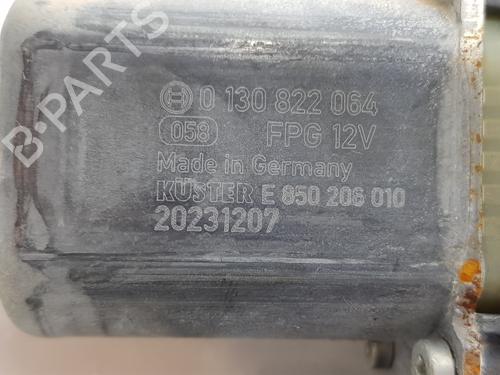 B-PARTS
0 130 822 064
058 FPG 12V
Made in Germany
KÜSTER E 850 206 010
20231207